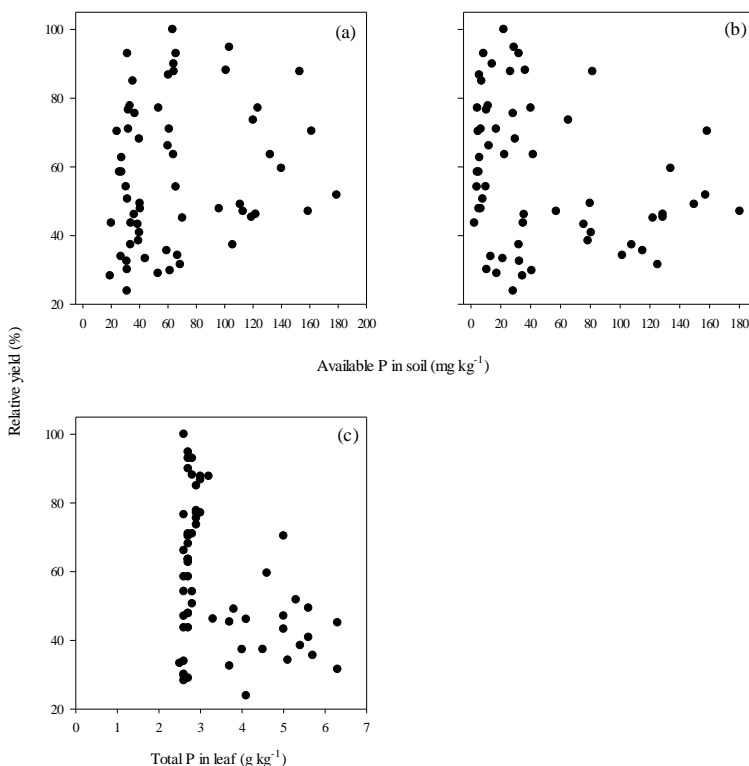 (a)
(b)
100
80
60
40
20
0 20 40 60 80 100 120 140 160 180 200
0 20 40 60 80 100 120 140 160 180
Available P in soil (mg kg-1)
Relative yield (%)
(c)
100
80
60
40
20
0 1 2 3 4 5 6 7
Total P in leaf (g kg-1)